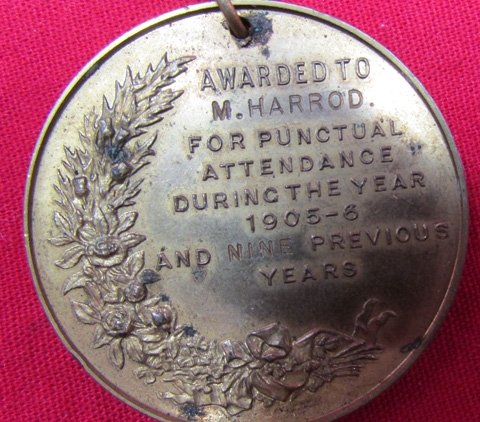 AWARDED TO
M. HARROD.
FOR PUNCTUAL
ATTENDANCE
DURING THE YEAR
1905-6
AND NINE PREVIOUS
YEARS